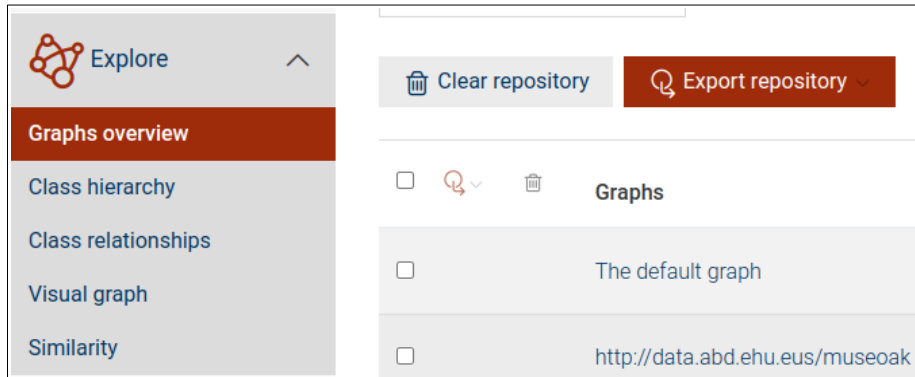 Explore
Graphs overview
Class hierarchy
Class relationships
Visual graph
Similarity
Clear repository
Export repository
Graphs
The default graph
http://data.abd.ehu.eus/museoak